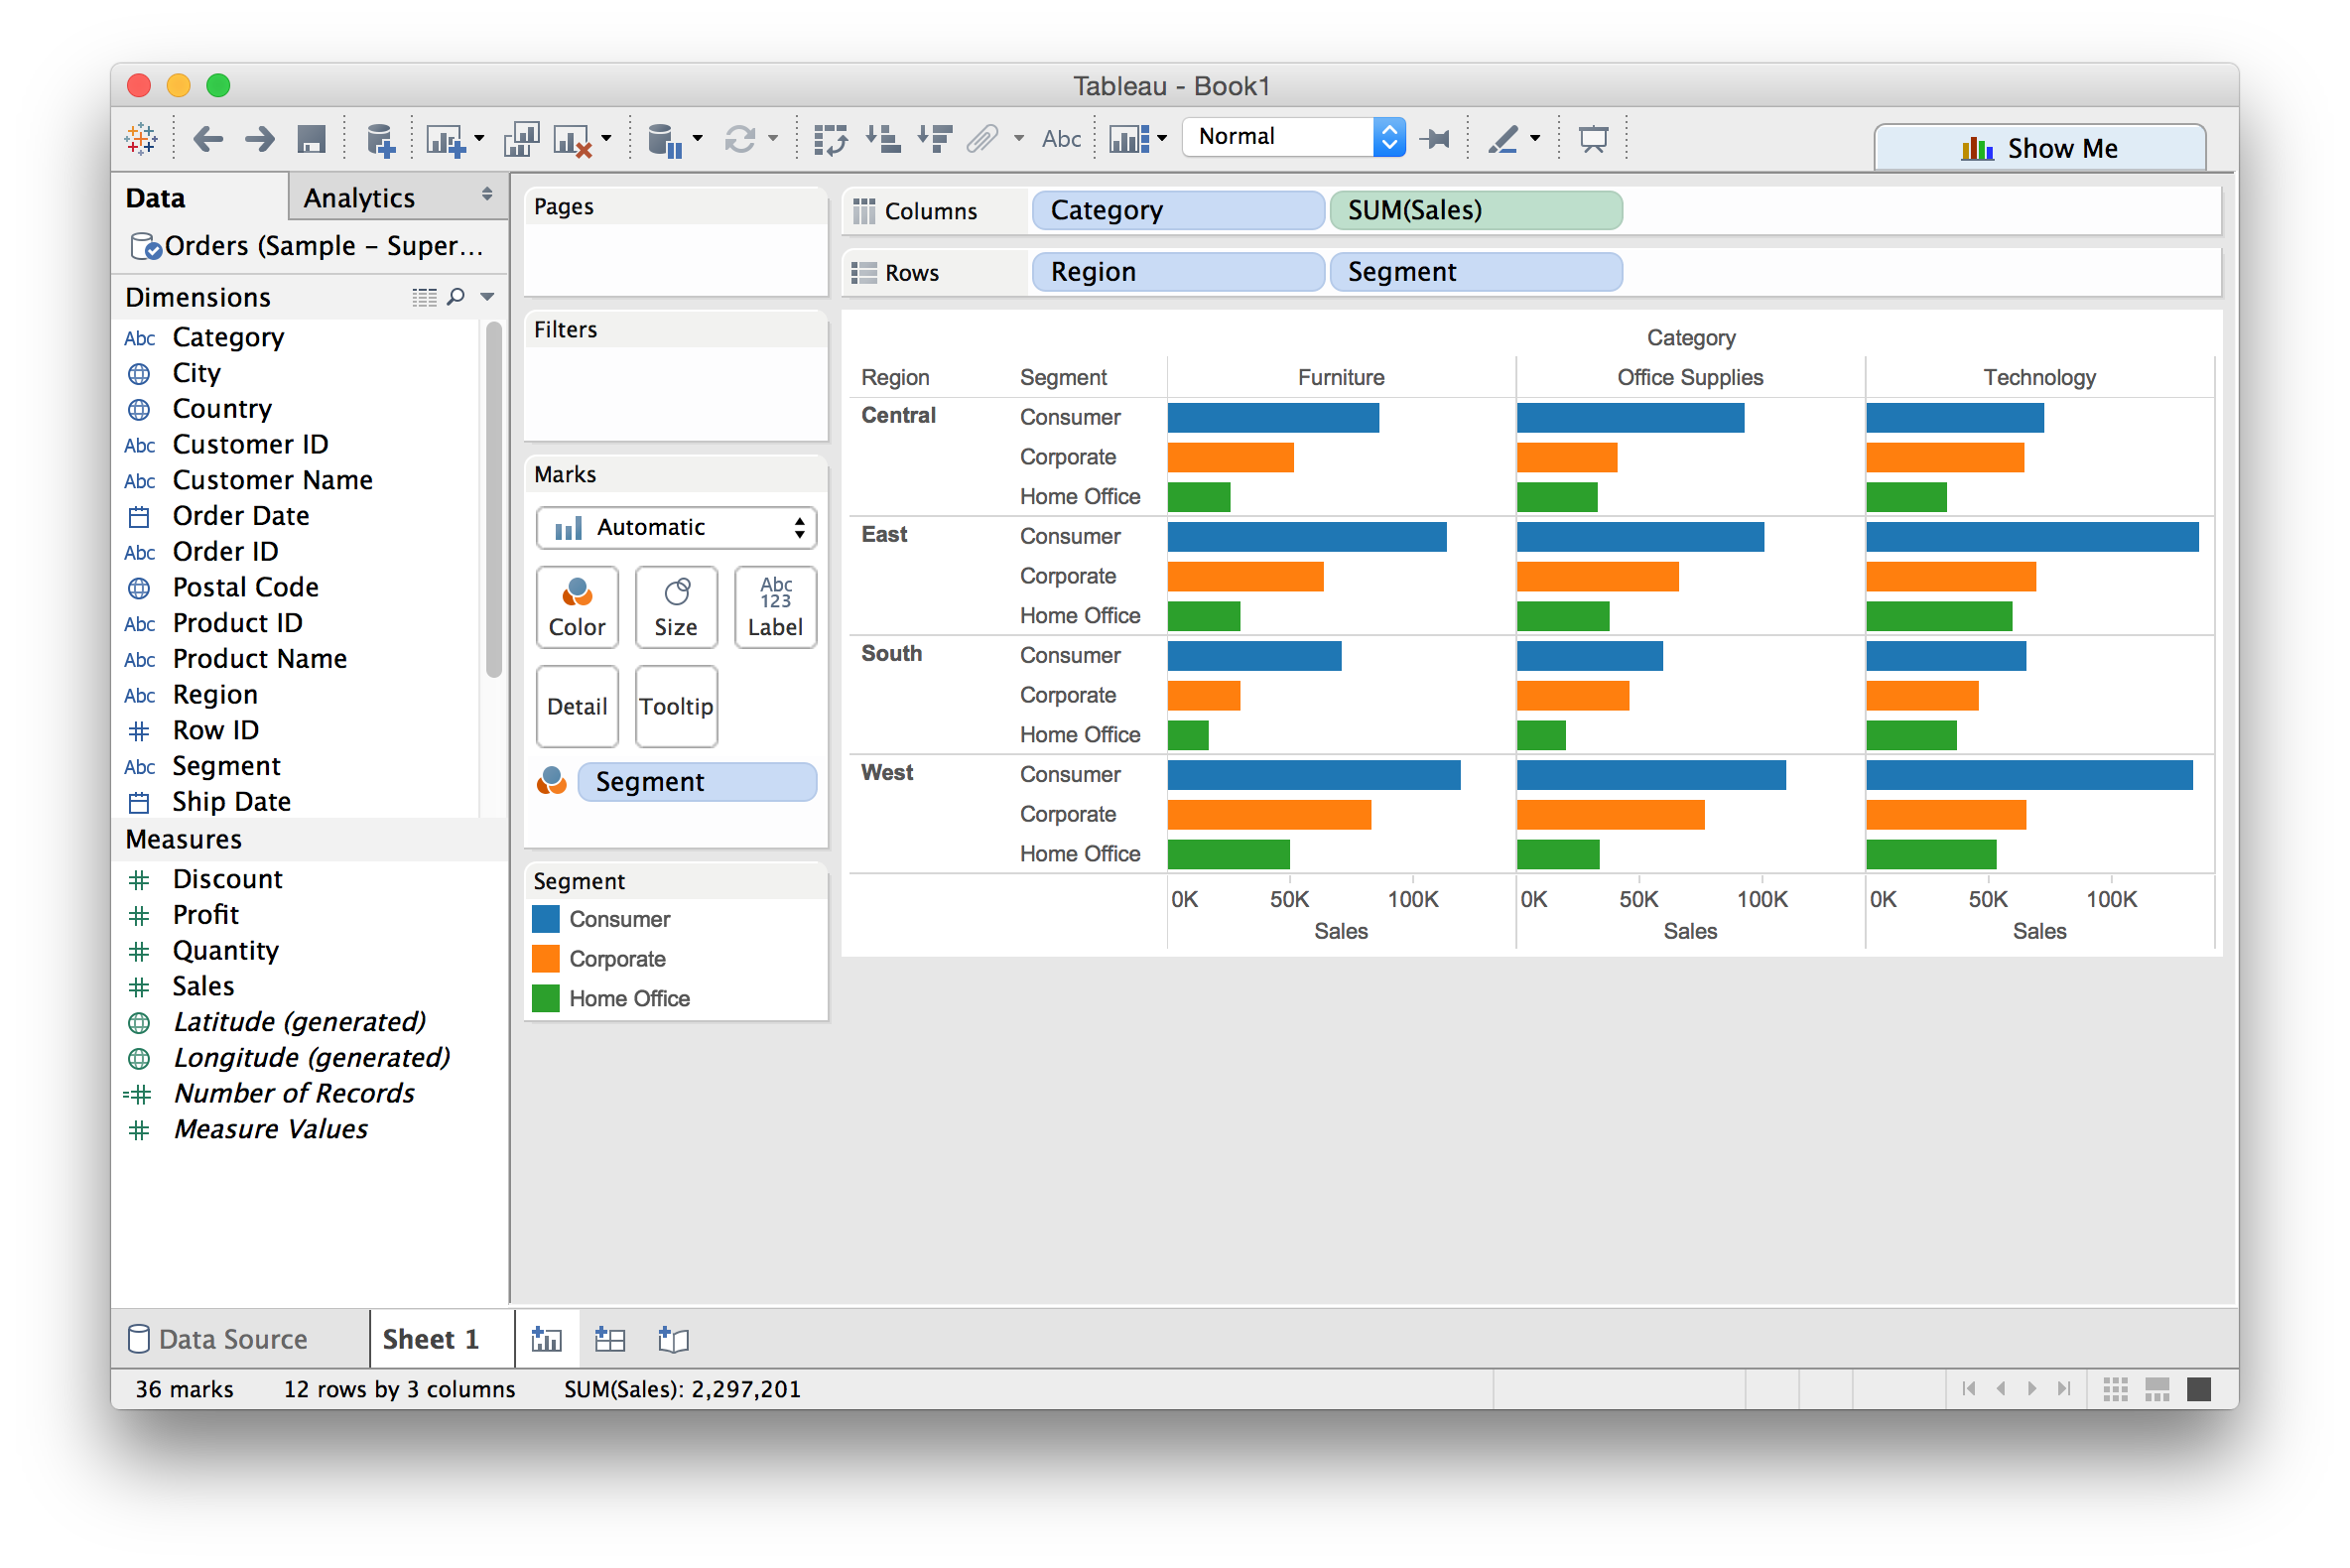 Tableau - Book1
Abc
Normal
Show Me
Data
Analytics
Orders (Sample - Super...
Dimensions
Abc Category
City
Country
Abc Customer ID
Abc Customer Name
Order Date
Abc Order ID
Postal Code
Abc Product ID
Abc Product Name
Abc Region
Row ID
Abc Segment
Ship Date
Measures
Discount
Profit
Quantity
Sales
Latitude (generated)
Longitude (generated)
Number of Records
Measure Values
Pages
Filters
Marks
Automatic
Color
Size
Abc
123
Label
Detail
Tooltip
Segment
Segment
Consumer
Corporate
Home Office
Columns Category SUM(Sales)
Rows Region Segment
Category
Region Segment Furniture Office Supplies Technology
Central Consumer
Corporate
Home Office
East Consumer
Corporate
Home Office
South Consumer
Corporate
Home Office
West Consumer
Corporate
Home Office
0K 50K 100K 0K 50K 100K 0K 50K 100K
Sales Sales Sales
Data Source Sheet 1
36 marks 12 rows by 3 columns SUM(Sales): 2,297,201